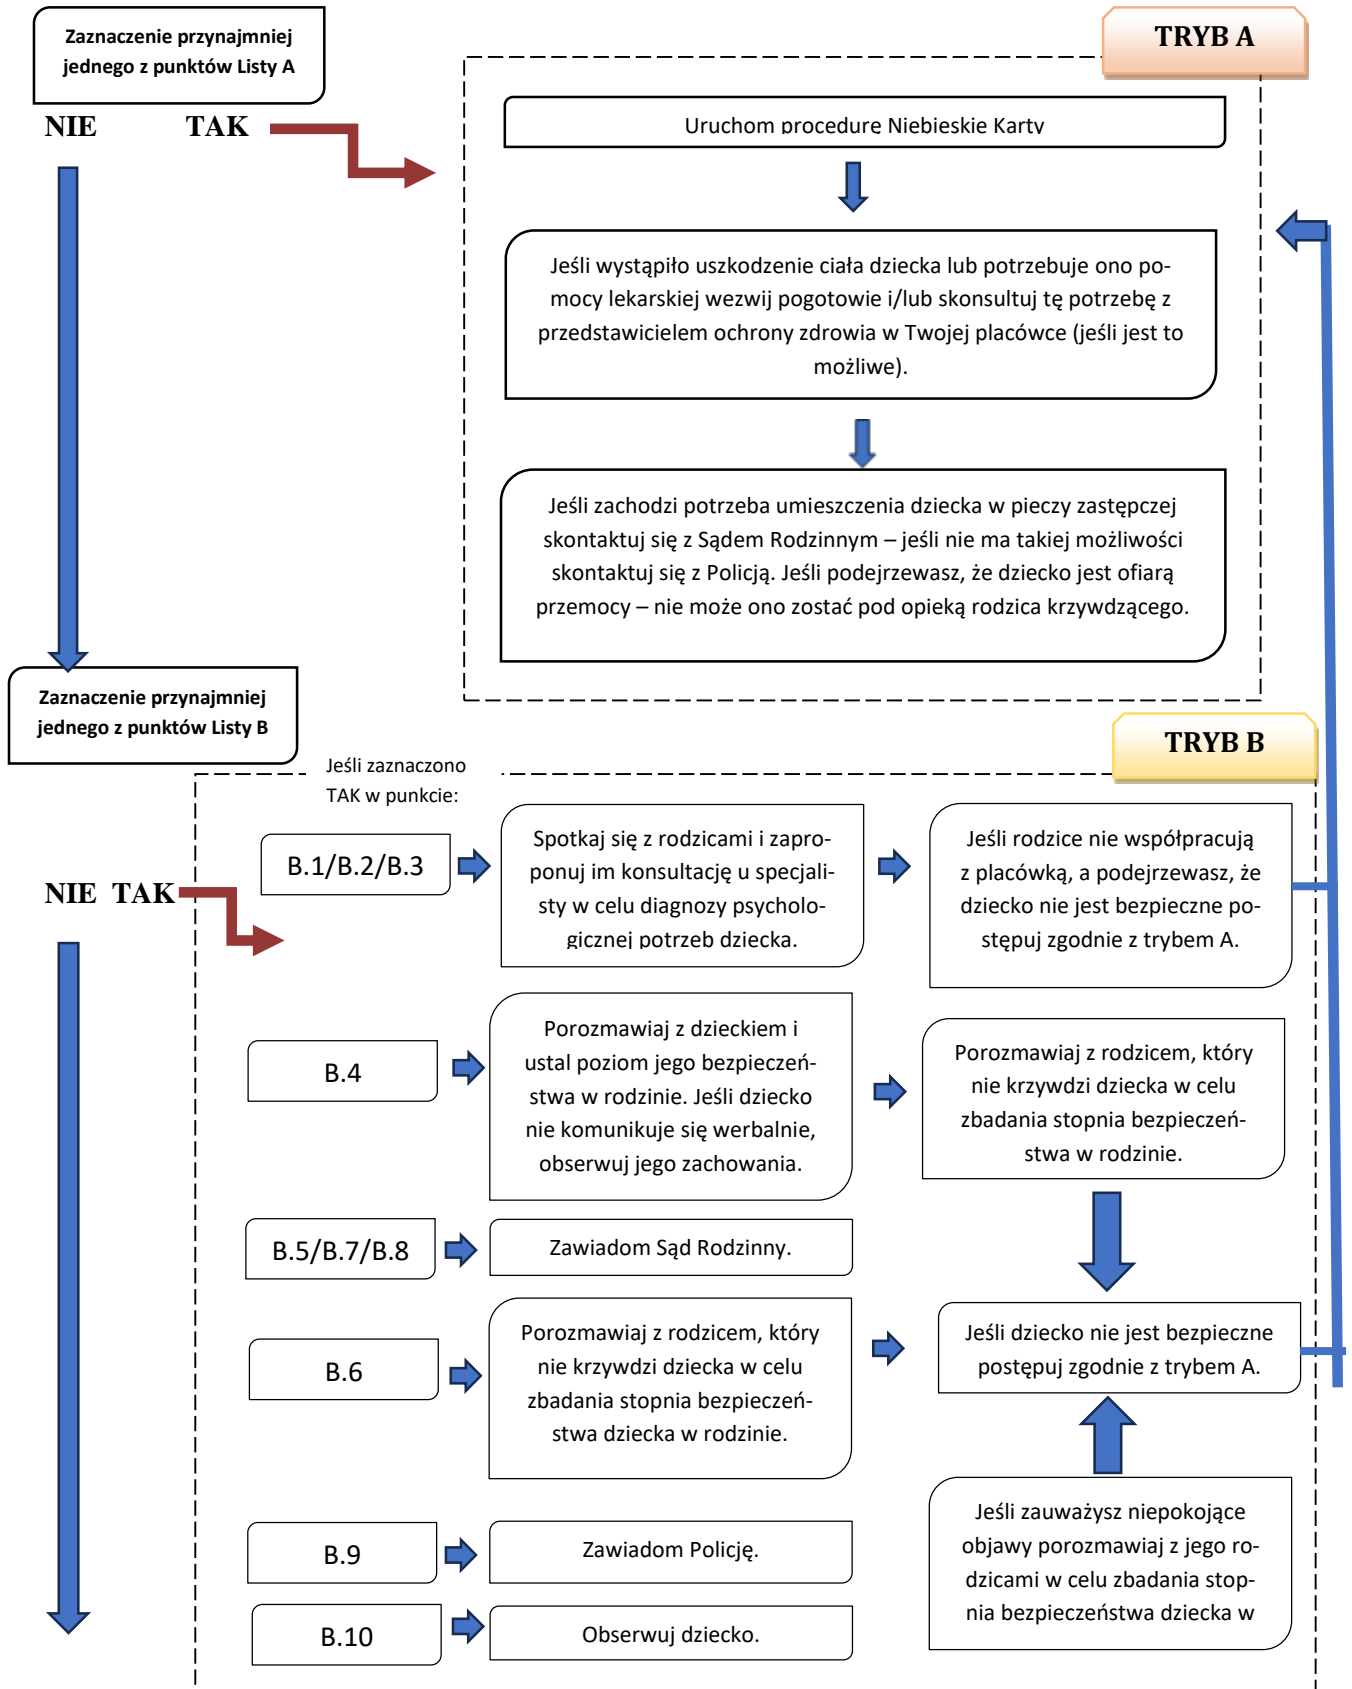 Zaznaczenie przynajmniej
jednego z punktów Listy A
NIE TAK
TRYB A
Uruchom procedurę Niebieskie Karty
Jeśli wystąpiło uszkodzenie ciała dziecka lub potrzebuje ono po-
mocy lekarskiej wezwij pogotowie i/lub skonsultuj tę potrzebę z
przedstawicielem ochrony zdrowia w Twojej placówce (jeśli jest to
możliwe).
Jeśli zachodzi potrzeba umieszczenia dziecka w pieczy zastępczej
skontaktuj się z Sądem Rodzinnym – jeśli nie ma takiej możliwości
skontaktuj się z Policją. Jeśli podejrzewasz, że dziecko jest ofiarą
przemocy – nie może ono zostać pod opieką rodzica krzywdzącego.
Zaznaczenie przynajmniej
jednego z punktów Listy B
TRYB B
Jeśli zaznaczono
TAK w punkcie:
NIE TAK
B.1/B.2/B.3
Spotkaj się z rodzicami i zapro-
ponuj im konsultację u specjali-
sty w celu diagnozy psycholo-
gicznej potrzeb dziecka.
Jeśli rodzice nie współpracują
z placówką, a podejrzewasz, że
dziecko nie jest bezpieczne po-
stępuj zgodnie z trybem A.
B.4
Porozmawiaj z dzieckiem i
ustal poziom jego bezpieczeń-
stwa w rodzinie. Jeśli dziecko
nie komunikuje się werbalnie,
obserwuj jego zachowania.
Porozmawiaj z rodzicem, który
nie krzywdzi dziecka w celu
zbadania stopnia bezpieczeń-
stwa w rodzinie.
B.5/B.7/B.8
Zawiadom Sąd Rodzinny.
B.6
Porozmawiaj z rodzicem, który
nie krzywdzi dziecka w celu
zbadania stopnia bezpieczeń-
stwa dziecka w rodzinie.
Jeśli dziecko nie jest bezpieczne
postępuj zgodnie z trybem A.
B.9
Zawiadom Policję.
B.10
Obserwuj dziecko.
Jeśli zauważysz niepokojące
objawy porozmawiaj z jego ro-
dzicami w celu zbadania stop-
nia bezpieczeństwa dziecka w